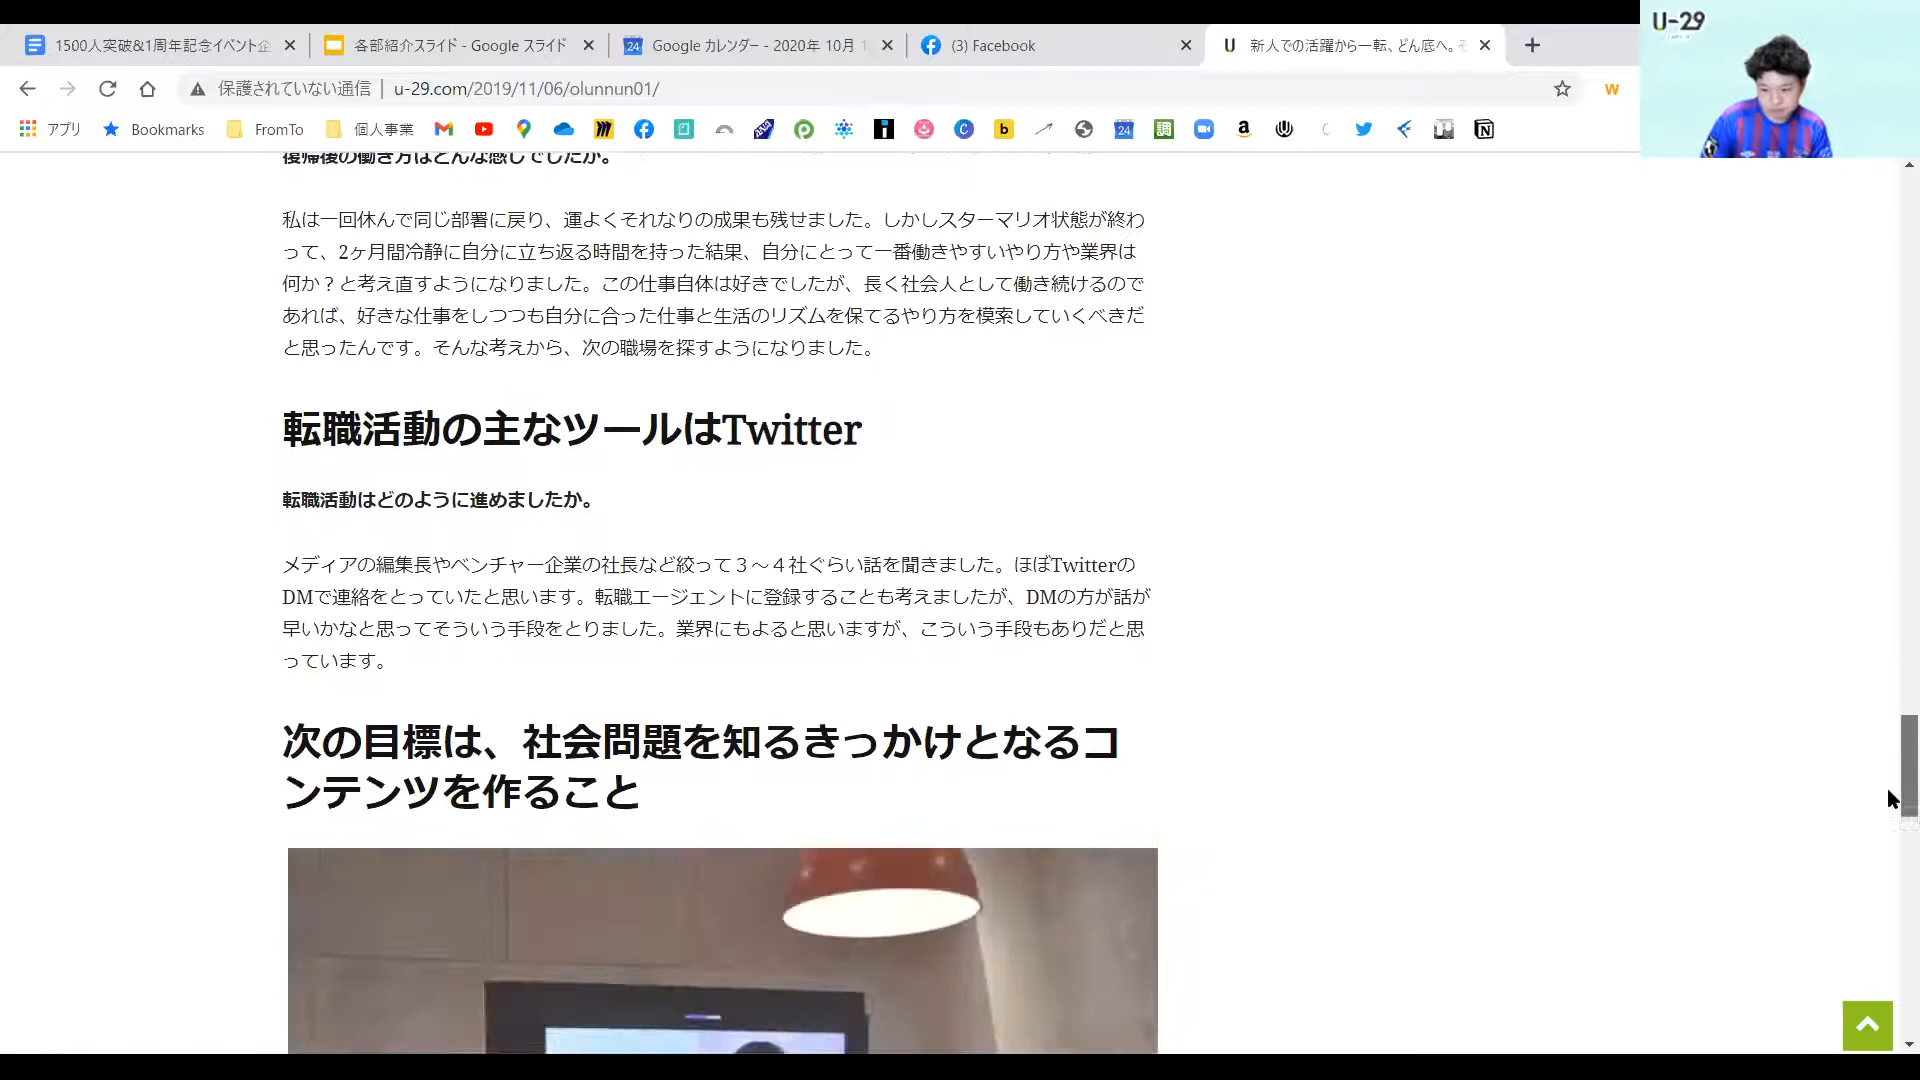 1500人突破&1周年記念イベント企
各部紹介スライド - Google スライド
Google カレンダー - 2020年 10月 1
(3) Facebook
新人での活躍から一転、どん底へ。そ
U-29
保護されていない通信 | u-29.com/2019/11/06/olunnun01/
アプリ
Bookmarks
FromTo
個人事業
復帰後の働き方はどんな感じでしたか。
私は一回休んで同じ部署に戻り、運よくそれなりの成果も残せました。しかしスターマリオ状態が終わ
って、2ヶ月間冷静に自分に立ち返る時間を持った結果、自分にとって一番働きやすいやり方や業界は
何か？と考え直すようになりました。この仕事自体は好きでしたが、長く社会人として働き続けるので
あれば、好きな仕事をしつつも自分に合った仕事と生活のリズムを保てるやり方を模索していくべきだ
と思ったんです。そんな考えから、次の職場を探すようになりました。
転職活動の主なツールはTwitter
転職活動はどのように進めましたか。
メディアの編集長やベンチャー企業の社長など絞って３～４社ぐらい話を聞きました。ほぼTwitterの
DMで連絡をとっていたと思います。転職エージェントに登録することも考えましたが、DMの方が話が
早いかなと思ってそういう手段をとりました。業界にもよると思いますが、こういう手段もありだと思
っています。
次の目標は、社会問題を知るきっかけとなるコ
ンテンツを作ること